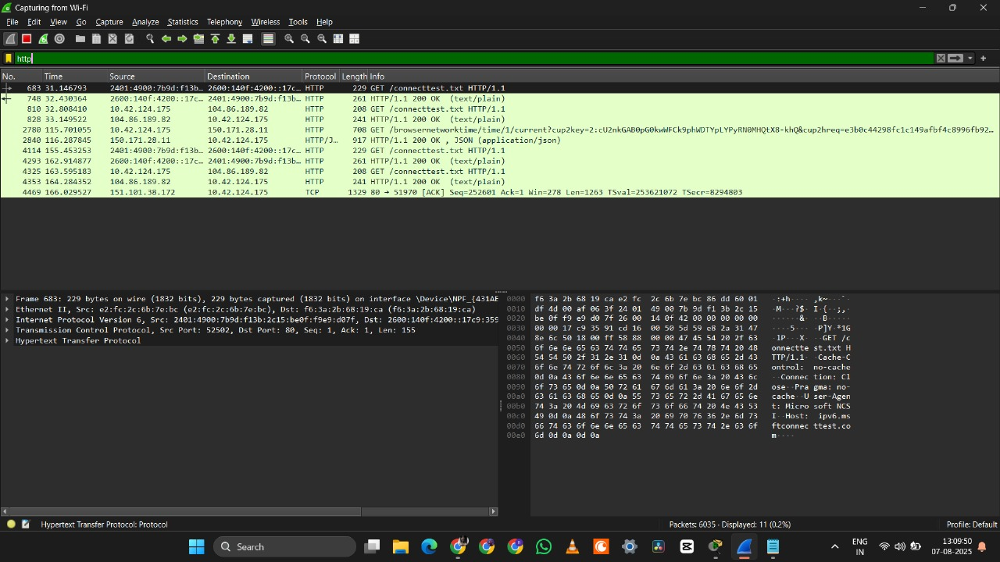 Capturing from Wi-Fi
File Edit View Go Capture Analyze Statistics Telephony Wireless Tools Help
http
No. Time Source Destination Protocol Length Info
683 31.146793 2401:4900:7b9d:f13b… 2600:140f:4200::17c… HTTP 229 GET /connecttest.txt HTTP/1.1
748 32.430364 2600:140f:4200::17c… 2401:4900:7b9d:f13b… HTTP 261 HTTP/1.1 200 OK (text/plain)
810 32.808410 10.42.124.175 104.86.189.82 HTTP 208 GET /connecttest.txt HTTP/1.1
828 33.149522 104.86.189.82 10.42.124.175 HTTP 241 HTTP/1.1 200 OK (text/plain)
2780 115.701055 10.42.124.175 150.171.28.11 HTTP 708 GET /browsernetworktime/time/1/current?cup2key=2:cU2nkGAB0pG0kwWFCk9phWDTYpLYPyRN0MHQtX8-khQ&cup2hreq=e3b0c44298fc1c149afbf4c8996fb92…
2840 116.287845 150.171.28.11 10.42.124.175 HTTP/J… 917 HTTP/1.1 200 OK , JSON (application/json)
4114 155.453253 2401:4900:7b9d:f13b… 2600:140f:4200::17c… HTTP 229 GET /connecttest.txt HTTP/1.1
4293 162.914877 2600:140f:4200::17c… 2401:4900:7b9d:f13b… HTTP 261 HTTP/1.1 200 OK (text/plain)
4325 163.595183 10.42.124.175 104.86.189.82 HTTP 208 GET /connecttest.txt HTTP/1.1
4353 164.284352 104.86.189.82 10.42.124.175 HTTP 241 HTTP/1.1 200 OK (text/plain)
4469 166.029527 151.101.38.172 10.42.124.175 TCP 1329 80 → 51970 [ACK] Seq=252601 Ack=1 Win=278 Len=1263 TSval=253621072 TSecr=8294803
Frame 683: 229 bytes on wire (1832 bits), 229 bytes captured (1832 bits) on interface \Device\NPF_{431AE
Ethernet II, Src: e2:fc:2c:6b:7e:bc (e2:fc:2c:6b:7e:bc), Dst: f6:3a:2b:68:19:ca (f6:3a:2b:68:19:ca)
Internet Protocol Version 6, Src: 2401:4900:7b9d:f13b:2c15:be0f:f9e9:d07f, Dst: 2600:140f:4200::17c9:359
Transmission Control Protocol, Src Port: 52502, Dst Port: 80, Seq: 1, Ack: 1, Len: 155
Hypertext Transfer Protocol
0000 f6 3a 2b 68 19 ca e2 fc 2c 6b 7e bc 86 dd 60 01 ·:+h···· ,k~···`·
0010 df 4d 00 af 06 3f 24 01 49 00 7b 9d f1 3b 2c 15 ·M···?$· I·{··;,·
0020 be 0f f9 e9 d0 7f 26 00 14 0f 42 00 00 00 00 00 ······&· ··B·····
0030 00 00 17 c9 35 91 cd 16 00 50 5d 59 e8 2a 31 47 ····5··· ·P]Y·*1G
0040 8e 6c 50 18 00 ff 58 88 00 00 47 45 54 20 2f 63 ·lP···X· ··GET /c
0050 6f 6e 6e 65 63 74 74 65 73 74 2e 74 78 74 20 48 onnectte st.txt H
0060 54 54 50 2f 31 2e 31 0d 0a 43 61 63 68 65 2d 43 TTP/1.1· ·Cache-C
0070 6f 6e 74 72 6f 6c 3a 20 6e 6f 2d 63 61 63 68 65 ontrol: no-cache
0080 0d 0a 43 6f 6e 6e 65 63 74 69 6f 6e 3a 20 43 6c ··Connec tion: Cl
0090 6f 73 65 0d 0a 50 72 61 67 6d 61 3a 20 6e 6f 2d ose··Pra gma: no-
00a0 63 61 63 68 65 0d 0a 55 73 65 72 2d 41 67 65 6e cache··U ser-Agen
00b0 74 3a 20 4d 69 63 72 6f 73 6f 66 74 20 4e 43 53 t: Micro soft NCS
00c0 49 0d 0a 48 6f 73 74 3a 20 69 70 76 36 2e 6d 73 I··Host: ipv6.ms
00d0 66 74 63 6f 6e 6e 65 63 74 74 65 73 74 2e 63 6f ftconnec ttest.co
00e0 6d 0d 0a 0d 0a m····
Hypertext Transfer Protocol: Protocol
Packets: 6035 · Displayed: 11 (0.2%)
Profile: Default
Search
ENG
IN
13:09:50
07-08-2025